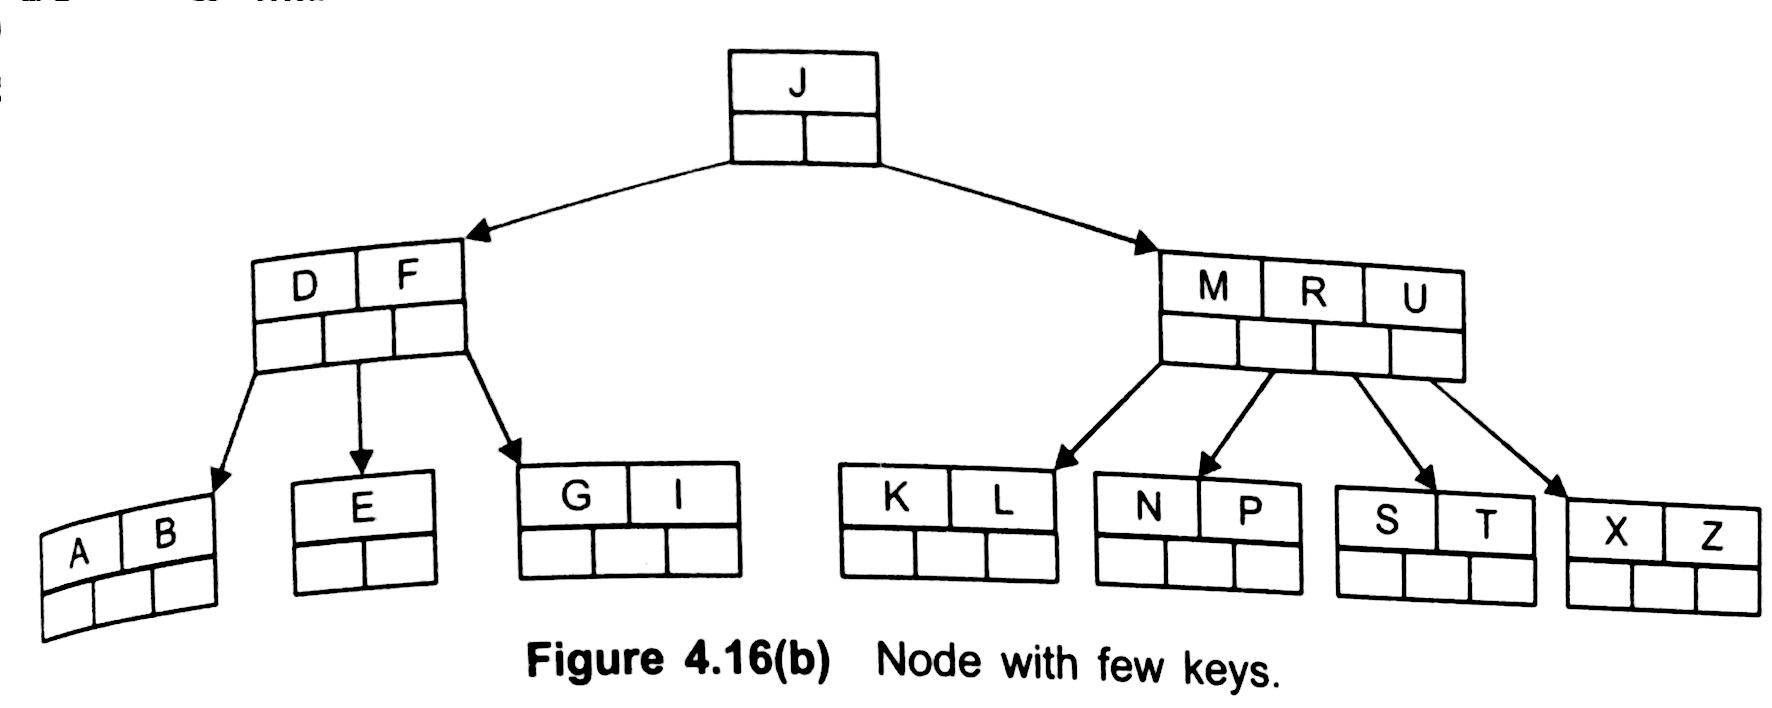 J
D F M R U
A B E G I K L N P S T X Z
Figure 4.16(b) Node with few keys.